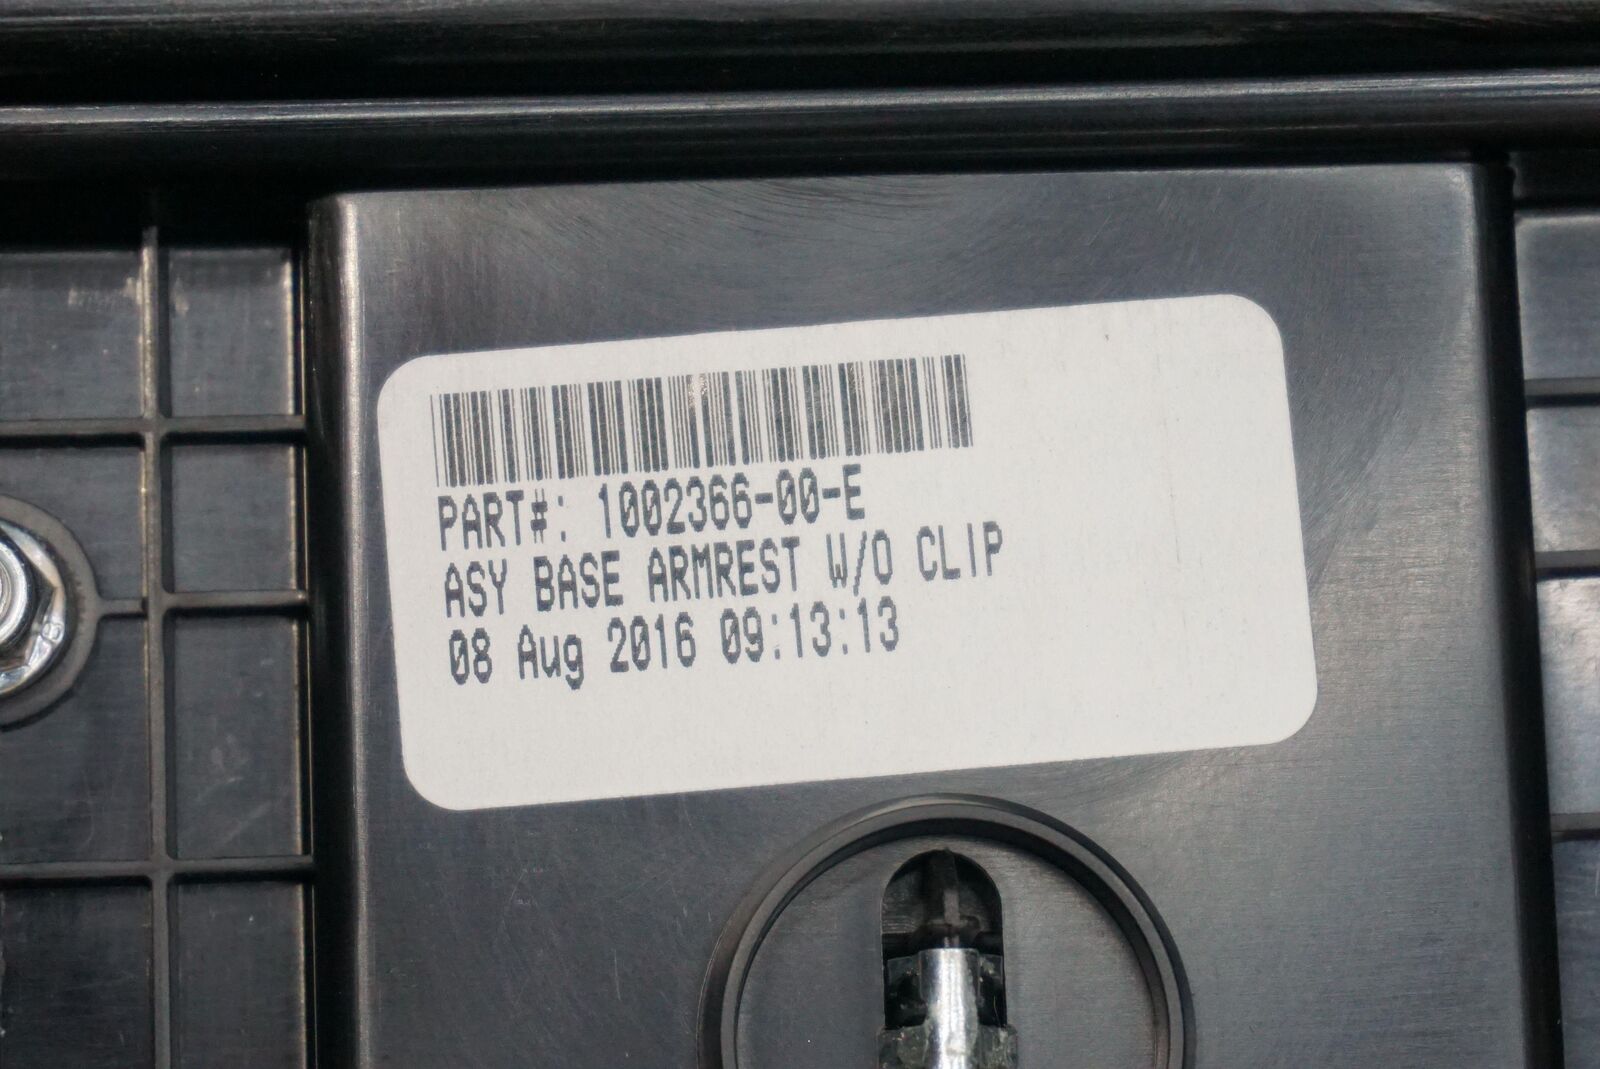 PART#: 1002366-00-E
ASY BASE ARMREST W/O CLIP
08 Aug 2016 09:13:13